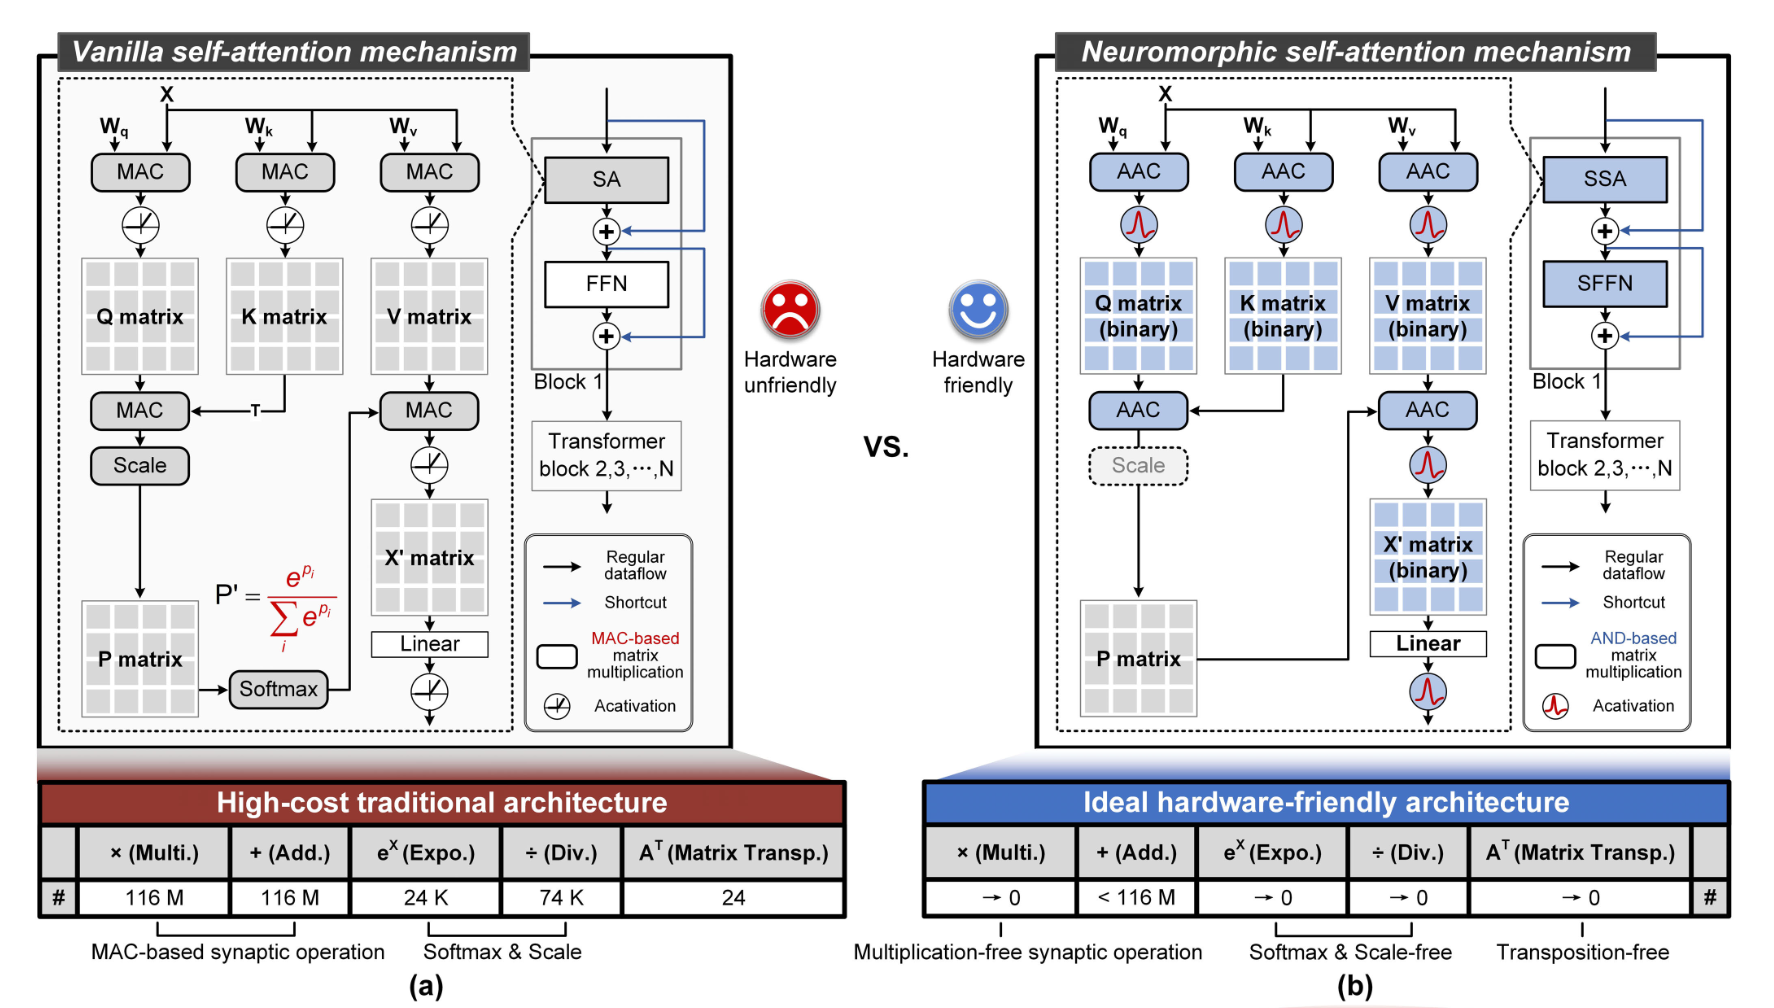 Vanilla self-attention mechanism
X
Wq
Wk
Wv
MAC
MAC
MAC
Q matrix
K matrix
V matrix
MAC
T
MAC
Scale
X' matrix
P' = e^pi / ∑i e^pi
P matrix
Softmax
Linear
SA
FFN
Block 1
Transformer
block 2,3,⋯,N
Regular
dataflow
Shortcut
MAC-based
matrix
multiplication
Acativation
Hardware
unfriendly
VS.
Hardware
friendly
Neuromorphic self-attention mechanism
X
Wq
Wk
Wv
AAC
AAC
AAC
Q matrix
(binary)
K matrix
(binary)
V matrix
(binary)
AAC
AAC
Scale
X' matrix
(binary)
P matrix
Linear
SSA
SFFN
Block 1
Transformer
block 2,3,⋯,N
Regular
dataflow
Shortcut
AND-based
matrix
multiplication
Acativation
High-cost traditional architecture
× (Multi.) + (Add.) e^X (Expo.) ÷ (Div.) A^T (Matrix Transp.)
# 116 M 116 M 24 K 74 K 24
MAC-based synaptic operation Softmax & Scale
(a)
Ideal hardware-friendly architecture
× (Multi.) + (Add.) e^X (Expo.) ÷ (Div.) A^T (Matrix Transp.)
→ 0 < 116 M → 0 → 0 → 0 #
Multiplication-free synaptic operation Softmax & Scale-free Transposition-free
(b)